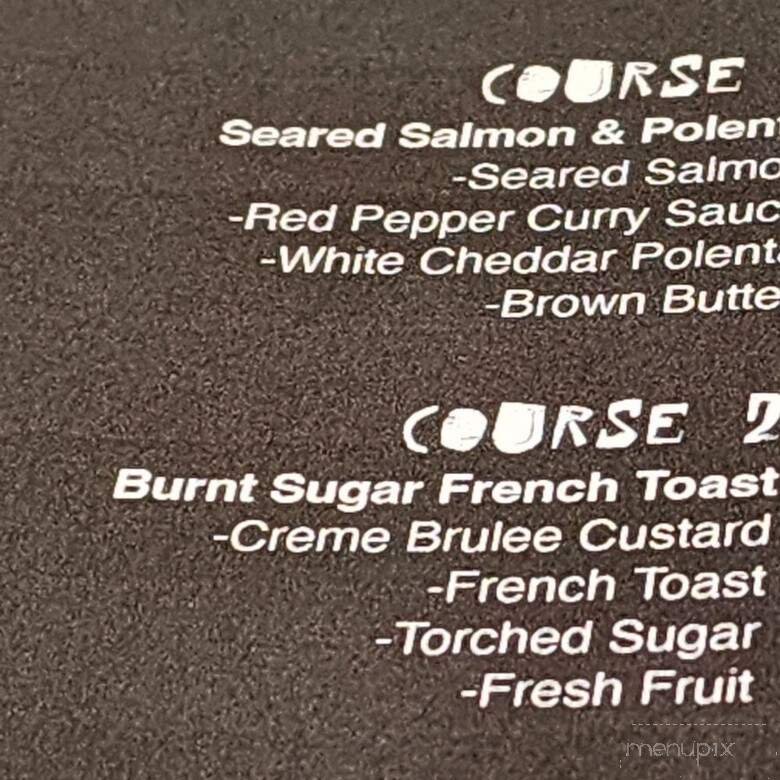 COURSE
Seared Salmon & Polen
-Seared Salmo
-Red Pepper Curry Sauc
-White Cheddar Polenta
-Brown Butte
COURSE 2
Burnt Sugar French Toast
-Creme Brulee Custard
-French Toast
-Torched Sugar
-Fresh Fruit
menupix